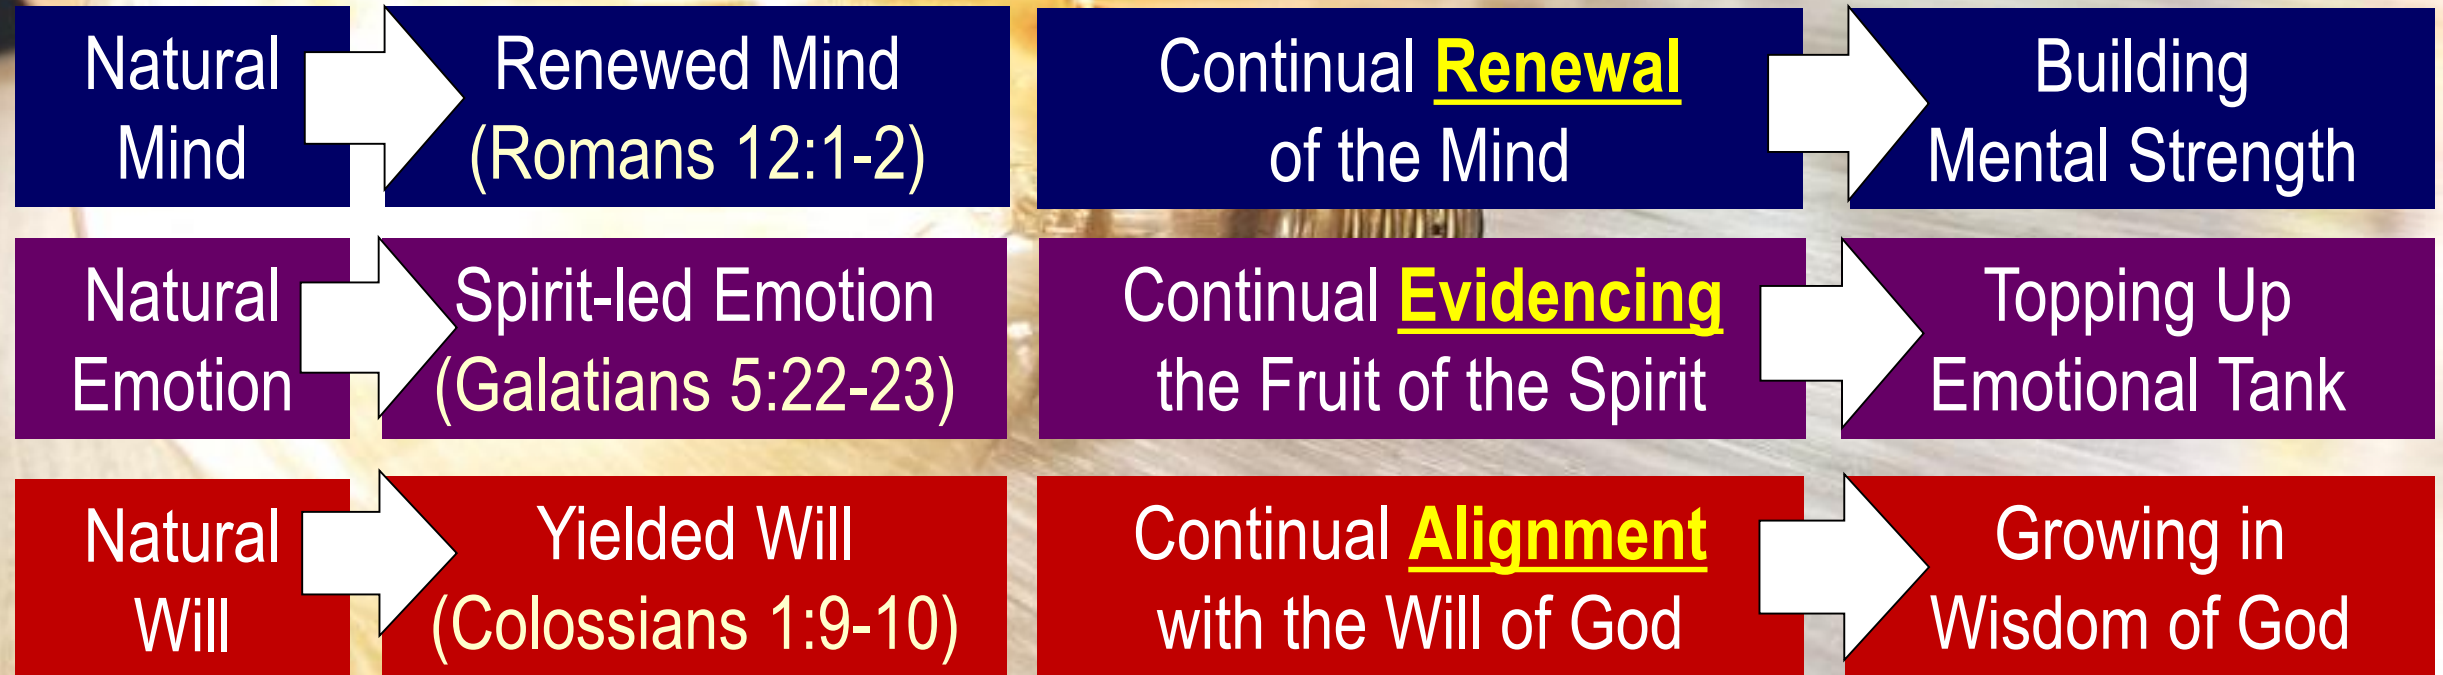 Natural
Mind
Renewed Mind
(Romans 12:1-2)
Continual Renewal
of the Mind
Building
Mental Strength
Natural
Emotion
Spirit-led Emotion
(Galatians 5:22-23)
Continual Evidencing
the Fruit of the Spirit
Topping Up
Emotional Tank
Natural
Will
Yielded Will
(Colossians 1:9-10)
Continual Alignment
with the Will of God
Growing in
Wisdom of God